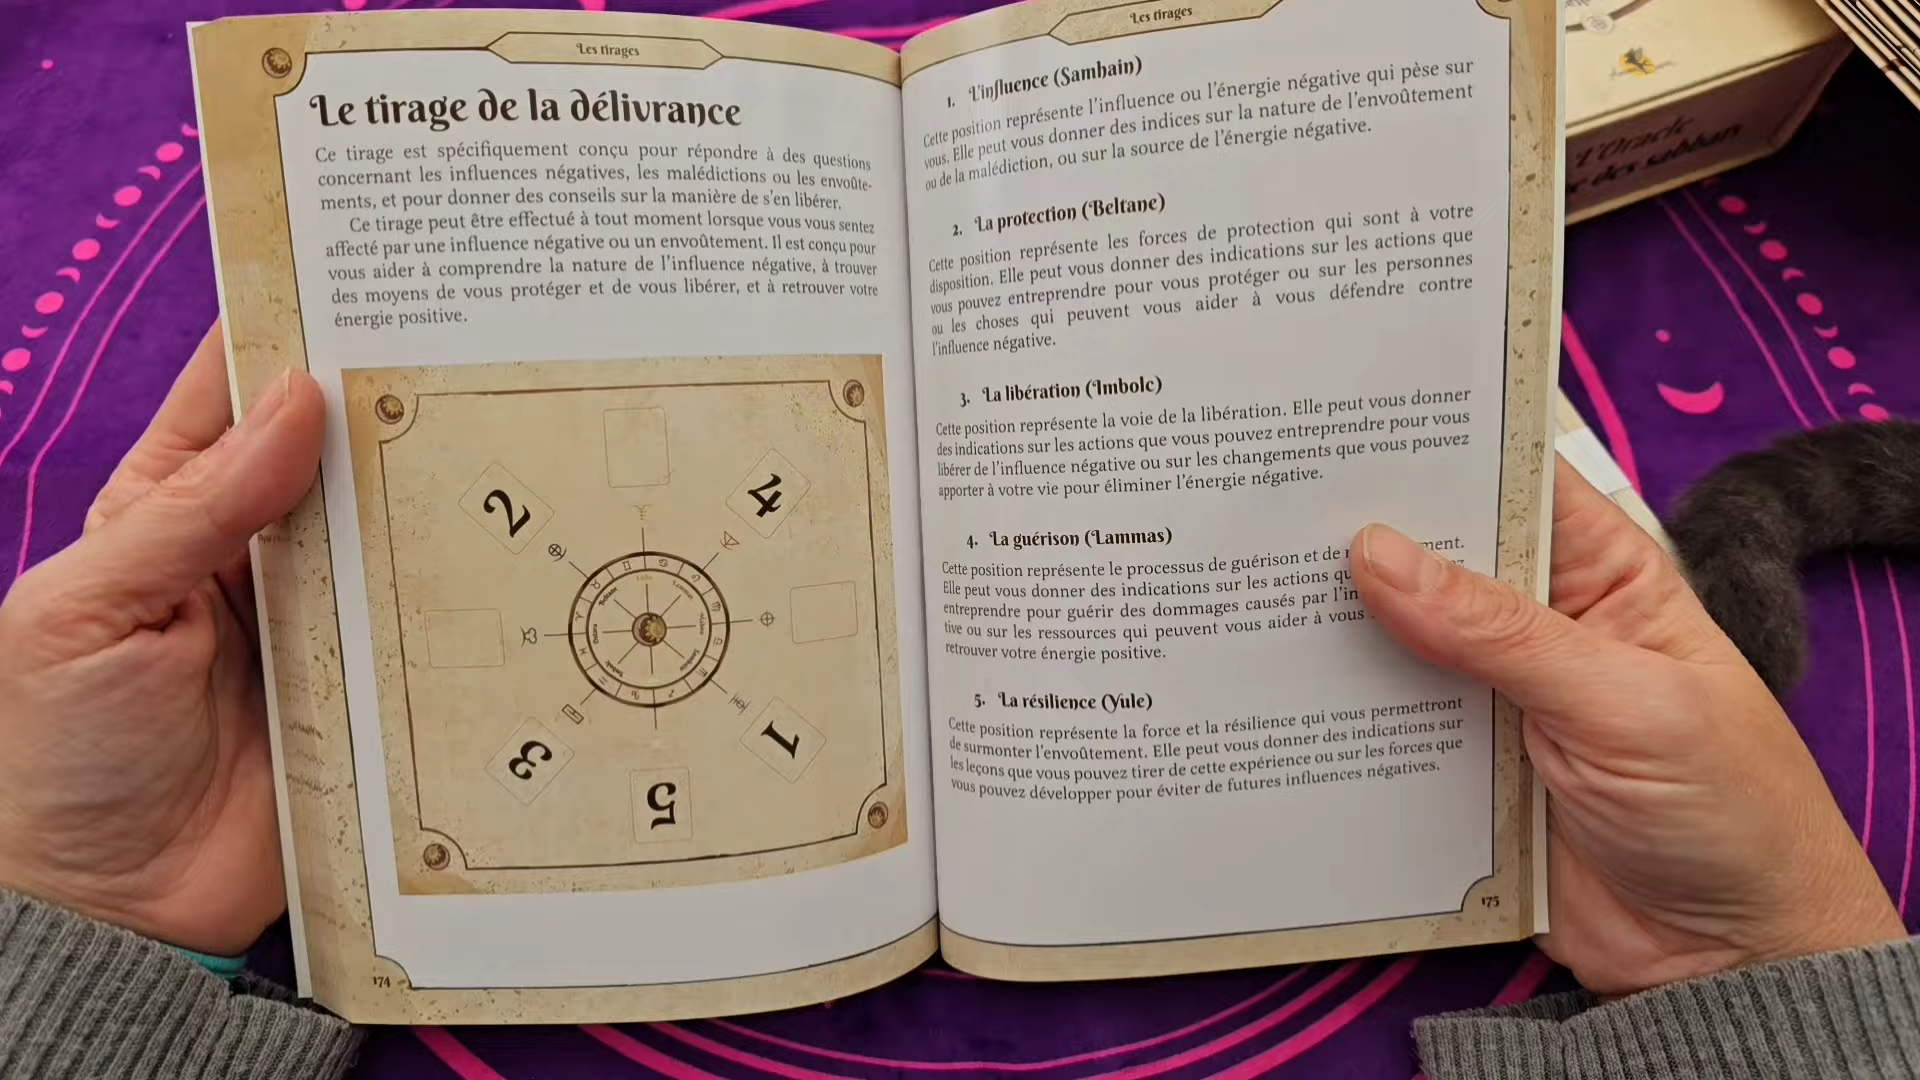 Les tirages
Le tirage de la délivrance
Ce tirage est spécifiquement conçu pour répondre à des questions
concernant les influences négatives, les malédictions ou les envoûte-
ments, et pour donner des conseils sur la manière de s'en libérer.
Ce tirage peut être effectué à tout moment lorsque vous vous sentez
affecté par une influence négative ou un envoûtement. Il est conçu pour
vous aider à comprendre la nature de l'influence négative, à trouver
des moyens de vous protéger et de vous libérer, et à retrouver votre
énergie positive.
2
4
3
1
5
174
Les tirages
1. L'influence (Samhain)
Cette position représente l'influence ou l'énergie négative qui pèse sur
vous. Elle peut vous donner des indices sur la nature de l'envoûtement
ou de la malédiction, ou sur la source de l'énergie négative.
2. La protection (Beltane)
Cette position représente les forces de protection qui sont à votre
disposition. Elle peut vous donner des indications sur les actions que
vous pouvez entreprendre pour vous protéger ou sur les personnes
ou les choses qui peuvent vous aider à vous défendre contre
l'influence négative.
3. La libération (Imbolc)
Cette position représente la voie de la libération. Elle peut vous donner
des indications sur les actions que vous pouvez entreprendre pour vous
libérer de l'influence négative ou sur les changements que vous pouvez
apporter à votre vie pour éliminer l'énergie négative.
4. La guérison (Lammas)
Cette position représente le processus de guérison et de
Elle peut vous donner des indications sur les actions
entreprendre pour guérir des dommages causés par
tive ou sur les ressources qui peuvent vous aider à vous
retrouver votre énergie positive.
5. La résilience (Yule)
Cette position représente la force et la résilience qui vous permettront
de surmonter l'envoûtement. Elle peut vous donner des indications sur
les leçons que vous pouvez tirer de cette expérience ou sur les forces que
vous pouvez développer pour éviter de futures influences négatives.
175
L'Oracle
des sabbats